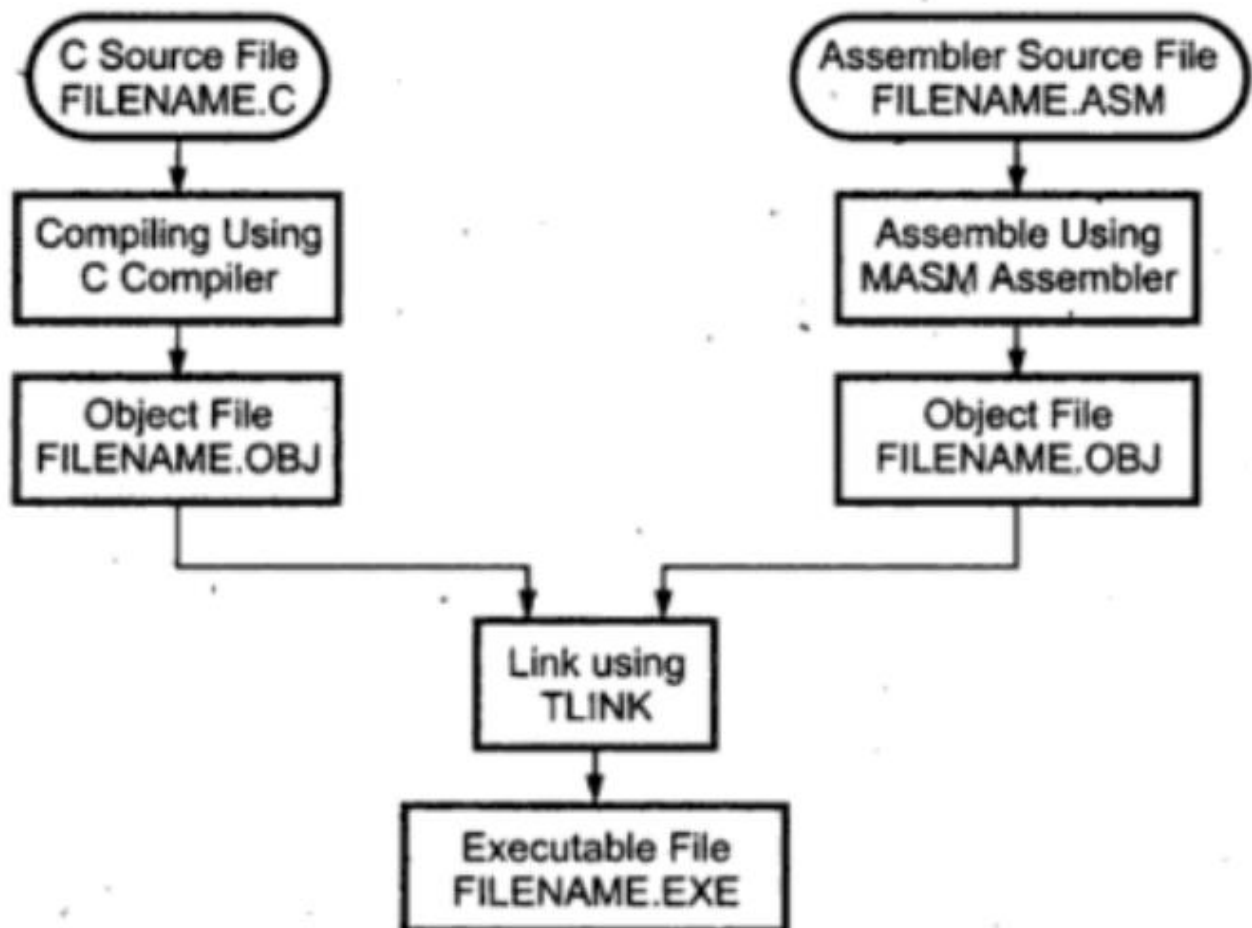 C Source File
FILENAME.C
Assembler Source File
FILENAME.ASM
Compiling Using
C Compiler
Assemble Using
MASM Assembler
Object File
FILENAME.OBJ
Object File
FILENAME.OBJ
Link using
TLINK
Executable File
FILENAME.EXE